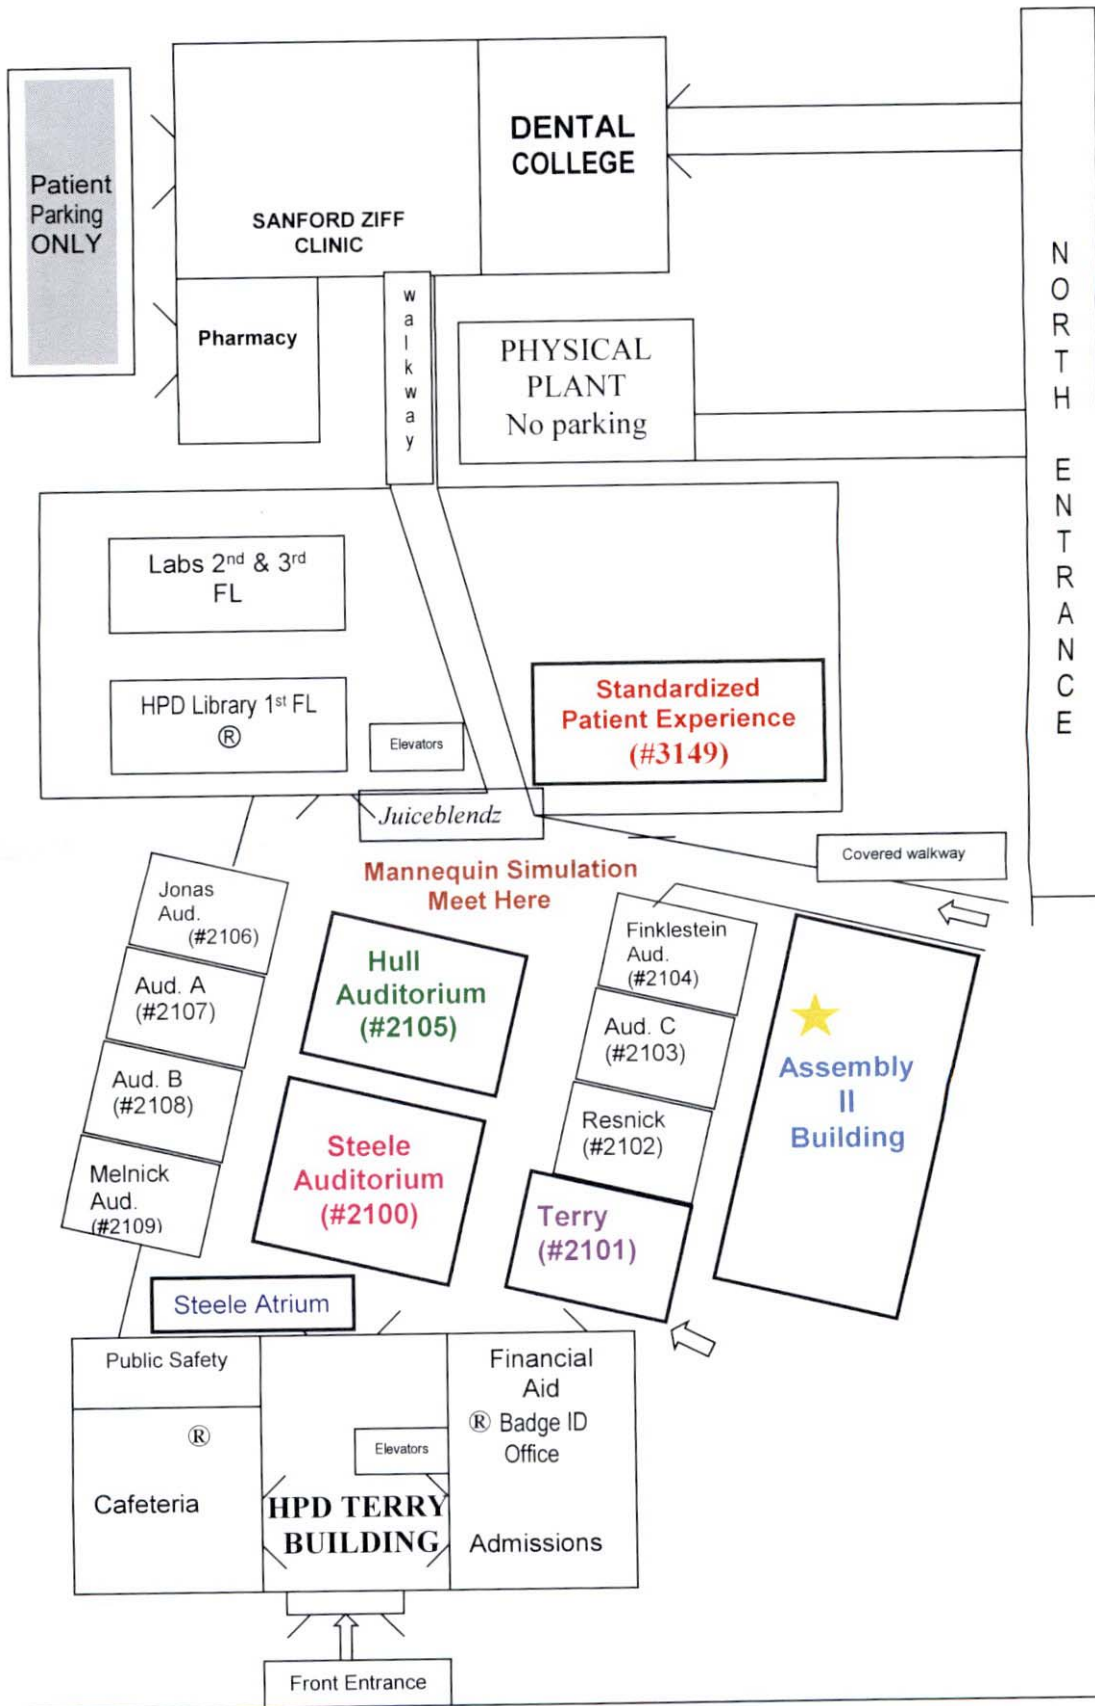 DENTAL
COLLEGE
Patient
Parking
ONLY
SANFORD ZIFF
CLINIC
Pharmacy
walkway
PHYSICAL
PLANT
No parking
NORTH ENTRANCE
Labs 2nd & 3rd
FL
HPD Library 1st FL
®
Elevators
Standardized
Patient Experience
(#3149)
Juiceblendz
Covered walkway
Mannequin Simulation
Meet Here
Jonas
Aud.
(#2106)
Aud. A
(#2107)
Aud. B
(#2108)
Melnick
Aud.
(#2109)
Hull
Auditorium
(#2105)
Steele
Auditorium
(#2100)
Finklestein
Aud.
(#2104)
Aud. C
(#2103)
Resnick
(#2102)
Terry
(#2101)
Assembly
II
Building
Steele Atrium
Public Safety
®
Cafeteria
Elevators
HPD TERRY
BUILDING
Financial
Aid
® Badge ID
Office
Admissions
Front Entrance